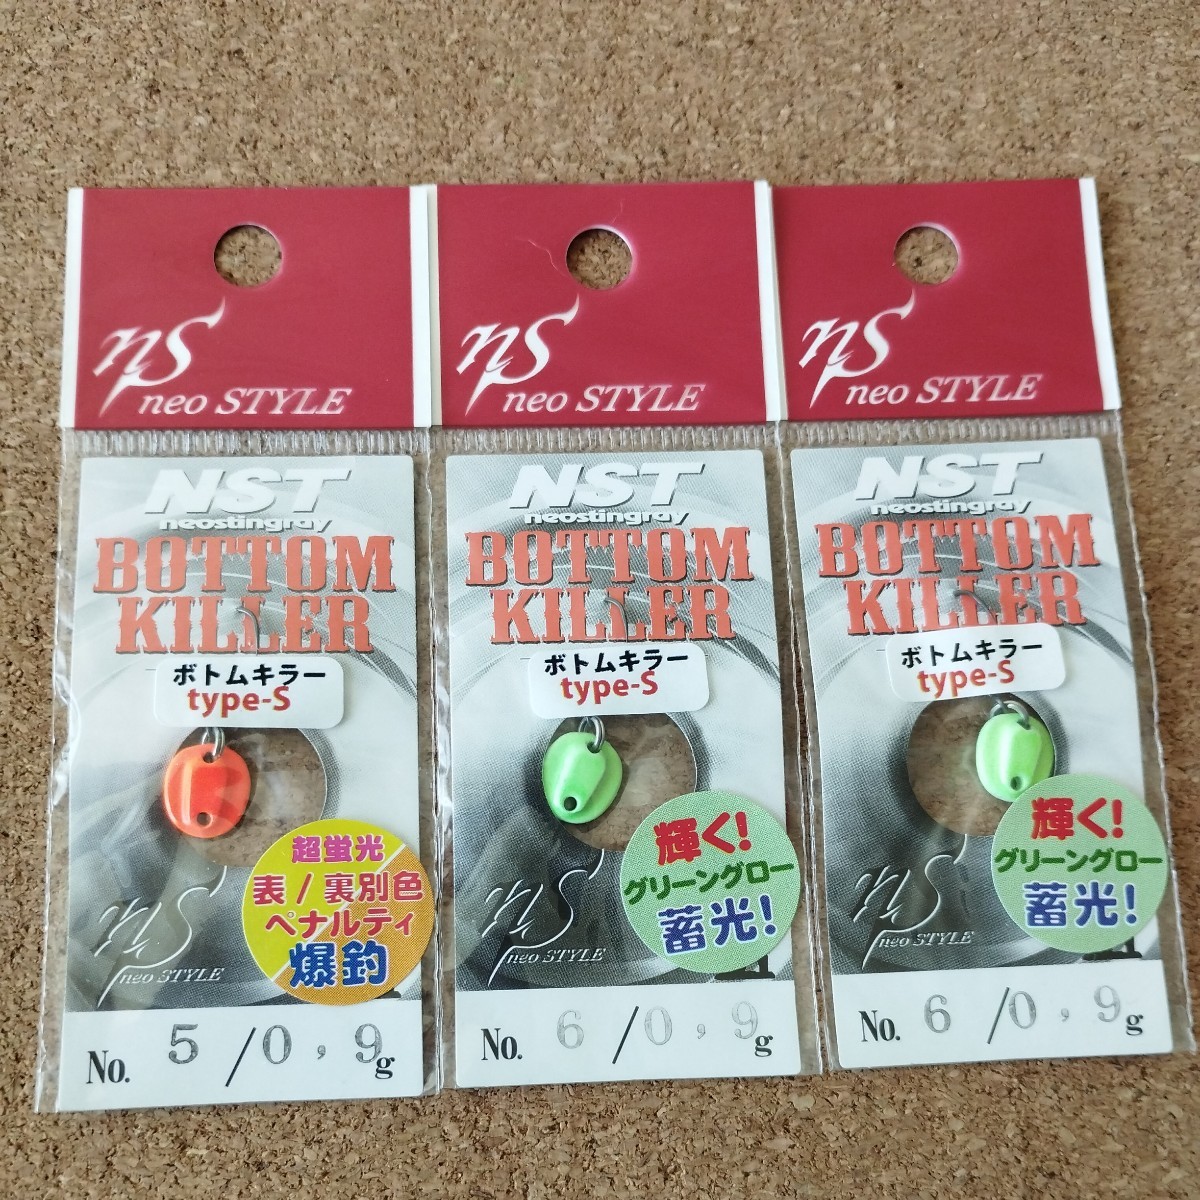 ns
neo STYLE
NST
neostingray
BOTTOM
KILLER
ボトムキラー
type-S
超蛍光
表/裏別色
ペナルティ
爆釣
ns
neo STYLE
No. 5 /0,9g
ns
neo STYLE
NST
neostingray
BOTTOM
KILLER
ボトムキラー
type-S
輝く!
グリーングロー
蓄光!
ns
neo STYLE
No. 6 /0,9g
ns
neo STYLE
NST
neostingray
BOTTOM
KILLER
ボトムキラー
type-S
輝く!
グリーングロー
蓄光!
ns
neo STYLE
No. 6 /0,9g